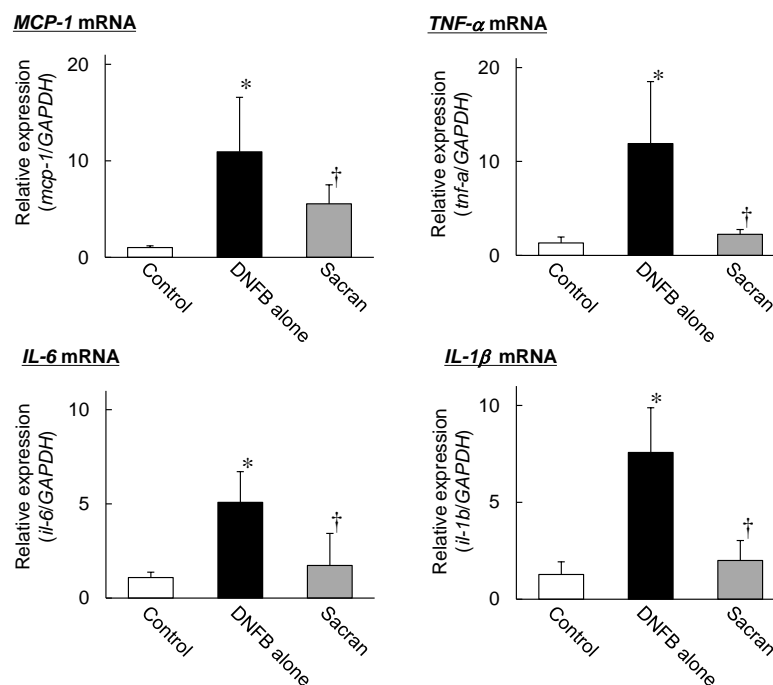 MCP-1 mRNA
Relative expression
(mcp-1/GAPDH)
20
10
0
*
†
Control
DNFB alone
Sacran
TNF-α mRNA
Relative expression
(tnf-a/GAPDH)
20
10
0
*
†
Control
DNFB alone
Sacran
IL-6 mRNA
Relative expression
(il-6/GAPDH)
10
5
0
*
†
Control
DNFB alone
Sacran
IL-1β mRNA
Relative expression
(il-1b/GAPDH)
10
5
0
*
†
Control
DNFB alone
Sacran